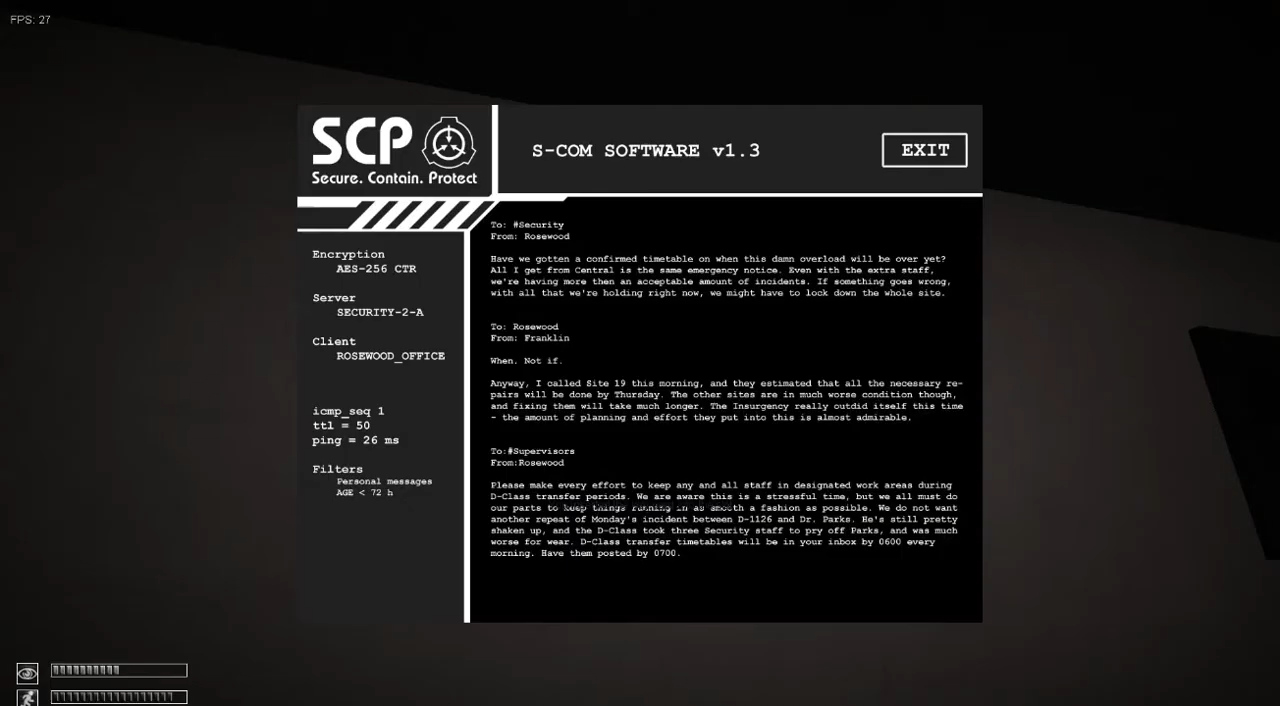 FPS: 27
SCP
Secure. Contain. Protect
S-COM SOFTWARE v1.3
EXIT
Encryption
AES-256 CTR
Server
SECURITY-2-A
Client
ROSEWOOD_OFFICE
icmp_seq 1
ttl = 50
ping = 26 ms
Filters
Personal messages
AGE < 72 h
To: #Security
From: Rosewood
Have we gotten a confirmed timetable on when this damn overload will be over yet?
All I get from Central is the same emergency notice. Even with the extra staff,
we're having more then an acceptable amount of incidents. If something goes wrong,
with all that we're holding right now, we might have to lock down the whole site.
To: Rosewood
From: Franklin
When. Not if.
Anyway, I called Site 19 this morning, and they estimated that all the necessary re-
pairs will be done by Thursday. The other sites are in much worse condition though,
and fixing them will take much longer. The Insurgency really outdid itself this time
- the amount of planning and effort they put into this is almost admirable.
To:#Supervisors
From:Rosewood
Please make every effort to keep any and all staff in designated work areas during
D-Class transfer periods. We are aware this is a stressful time, but we all must do
our parts to keep things running in as smooth a fashion as possible. We do not want
another repeat of Monday's incident between D-1126 and Dr. Parks. He's still pretty
shaken up, and the D-Class took three Security staff to pry off Parks, and was much
worse for wear. D-Class transfer timetables will be in your inbox by 0600 every
morning. Have them posted by 0700.